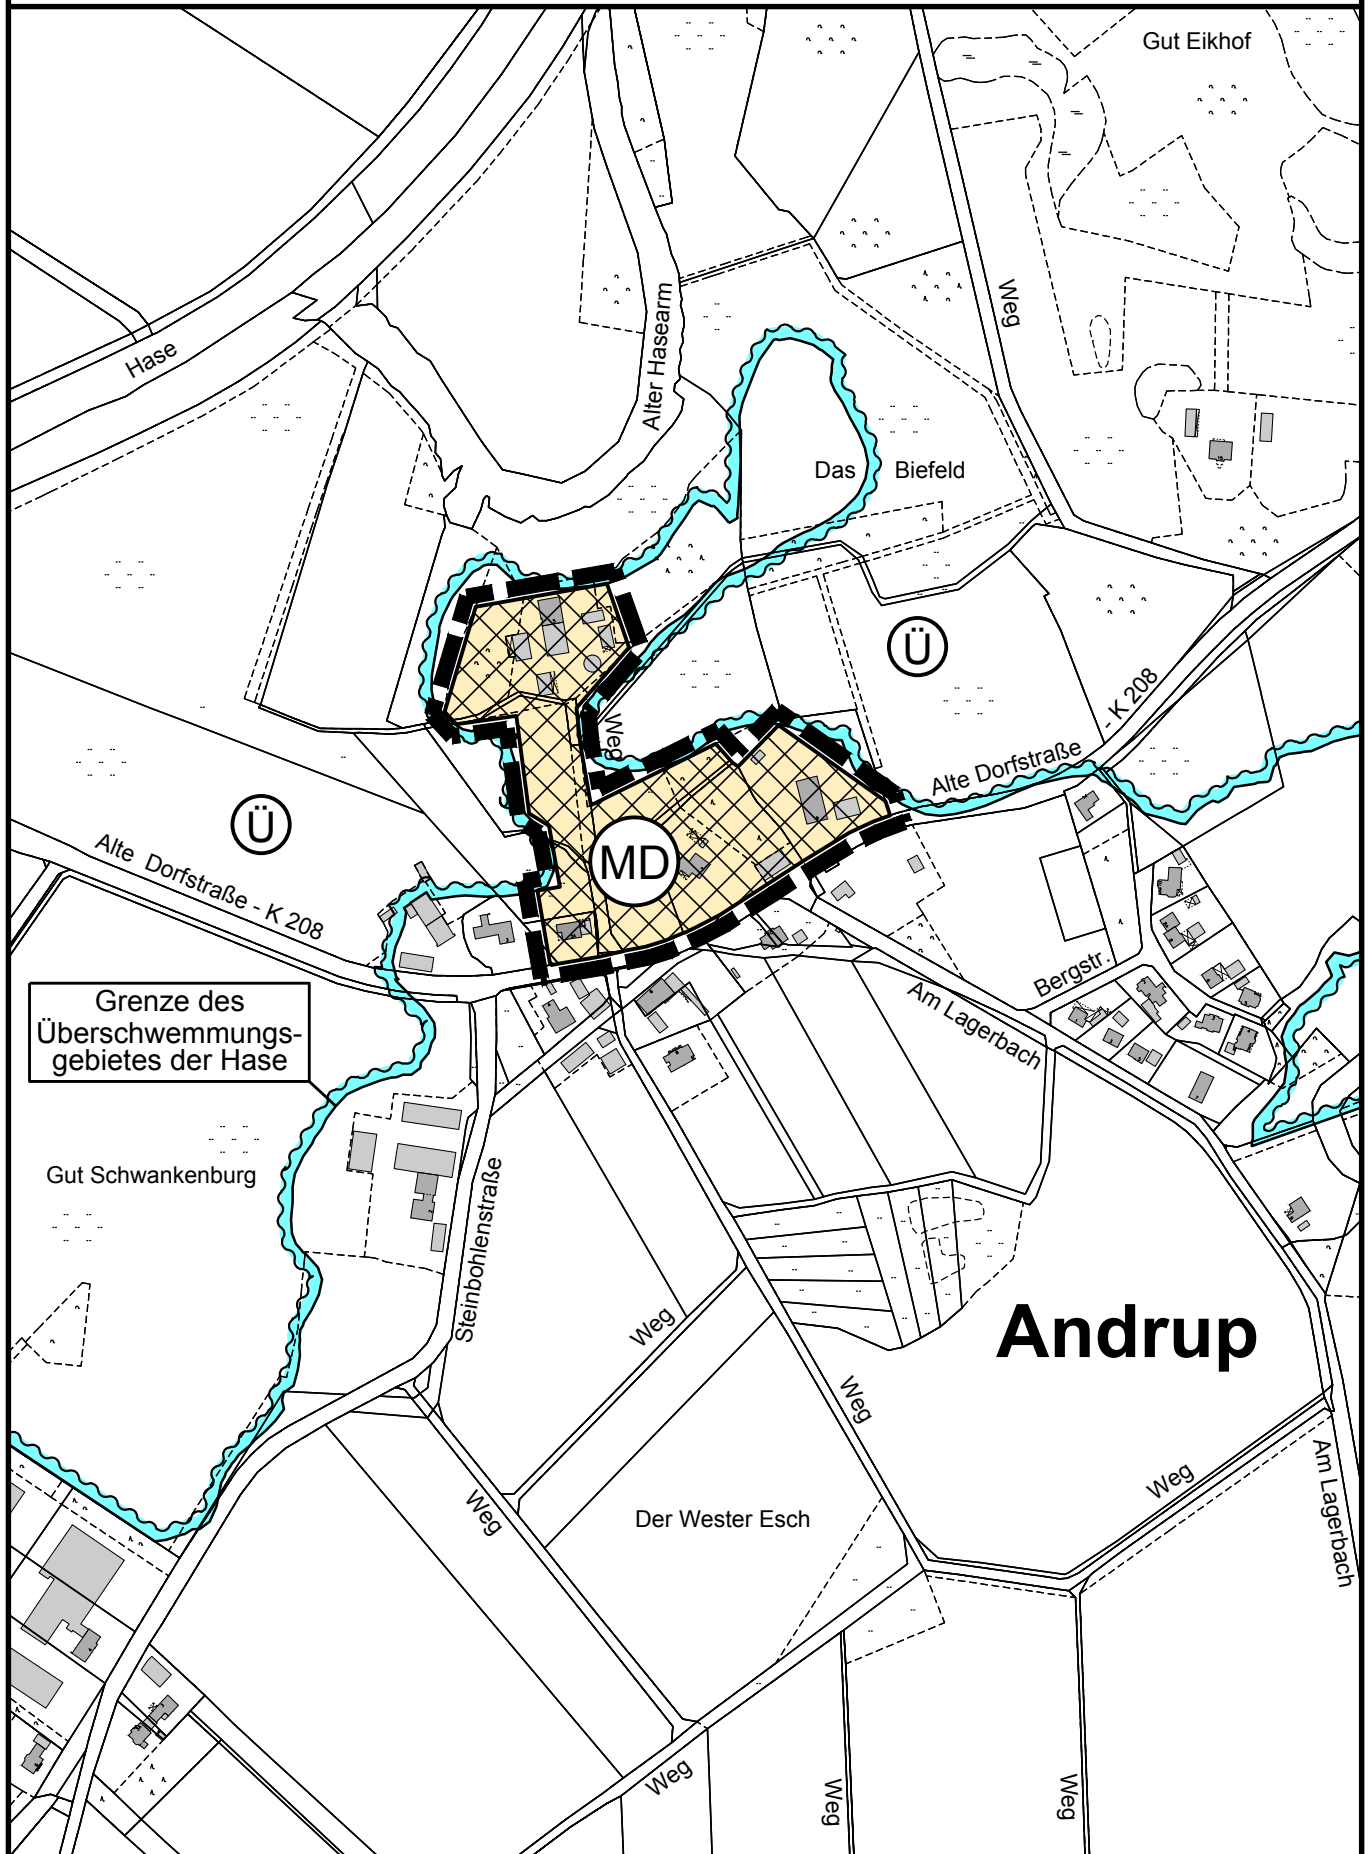 Gut Eikhof
Weg
Hase
Alter Hasearm
Das Biefeld
Ü
Weg
- K 208
Alte Dorfstraße
Ü
MD
Alte Dorfstraße - K 208
Bergstr.
Am Lagerbach
Grenze des
Überschwemmungs-
gebietes der Hase
Gut Schwankenburg
Steinbohlenstraße
Weg
Andrup
Weg
Weg
Am Lagerbach
Weg
Der Wester Esch
Weg
Weg
Weg